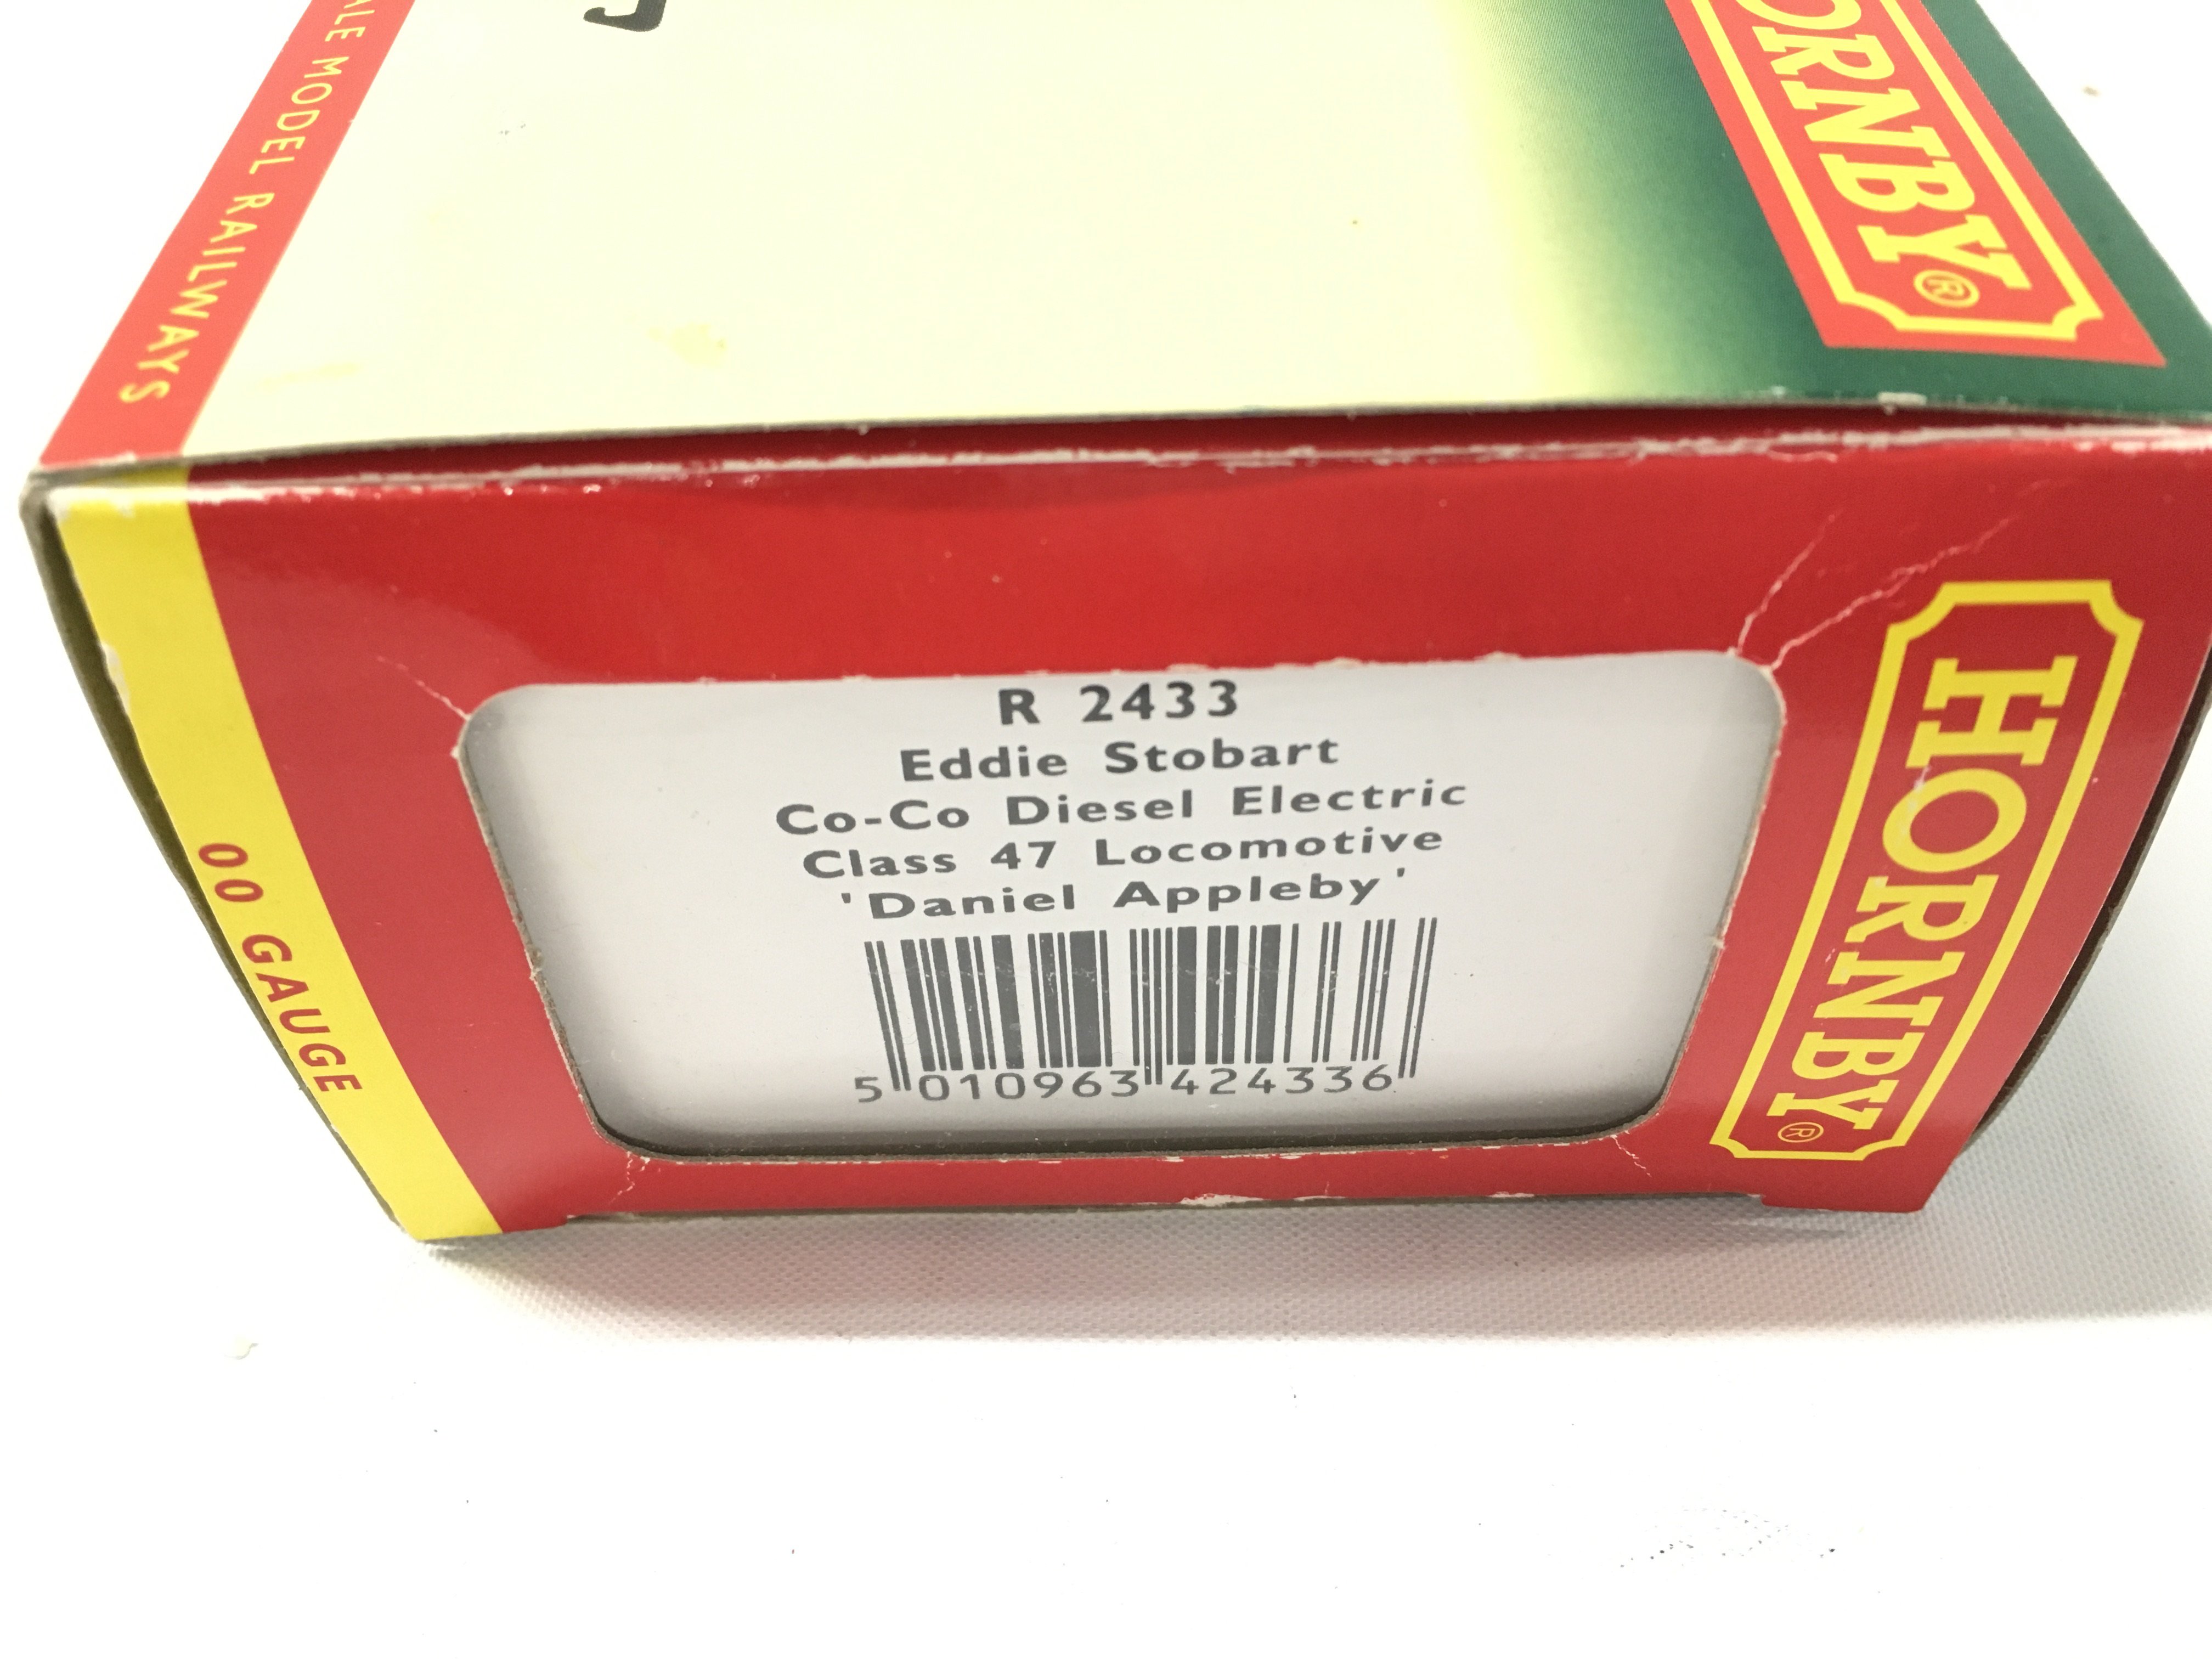 MODEL RAILWAYS
HORNBY®
R 2433
Eddie Stobart
Co-Co Diesel Electric
Class 47 Locomotive
'Daniel Appleby'
5 010963 424336
00 GAUGE
HORNBY®